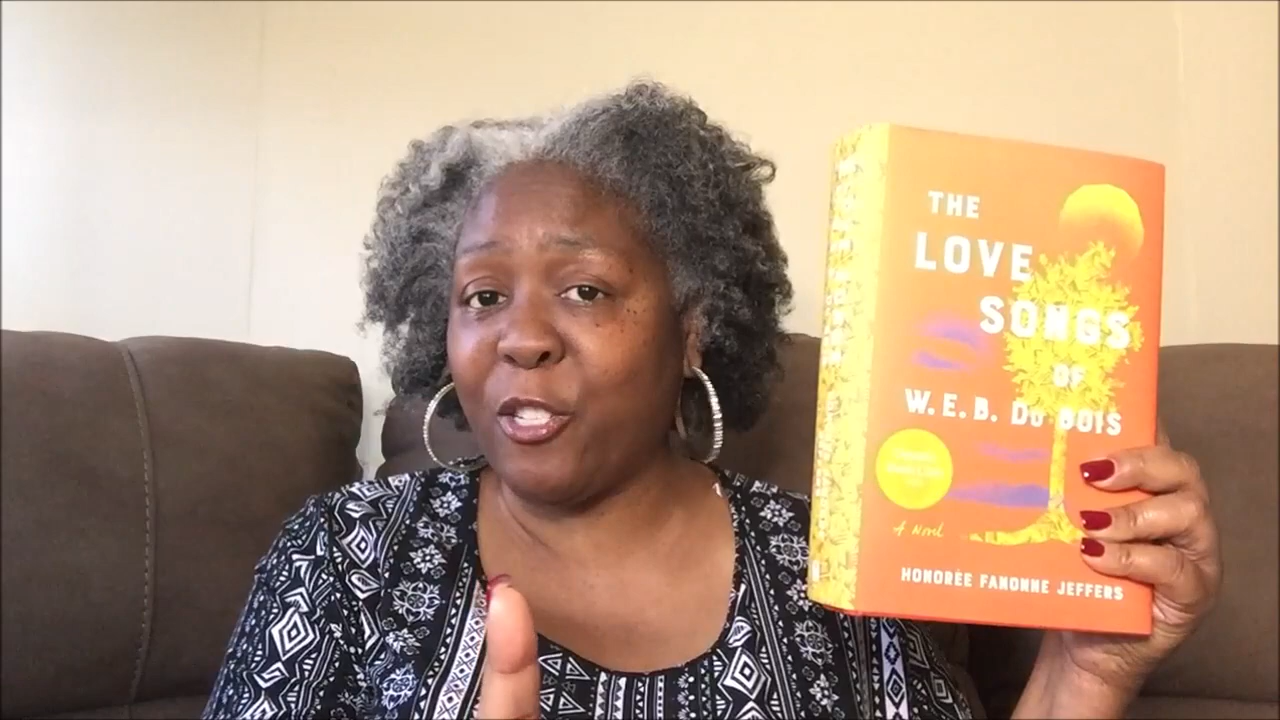 THE
LOVE
SONGS
OF
W.E.B. DU BOIS
A Novel
HONORÉE FANONNE JEFFERS